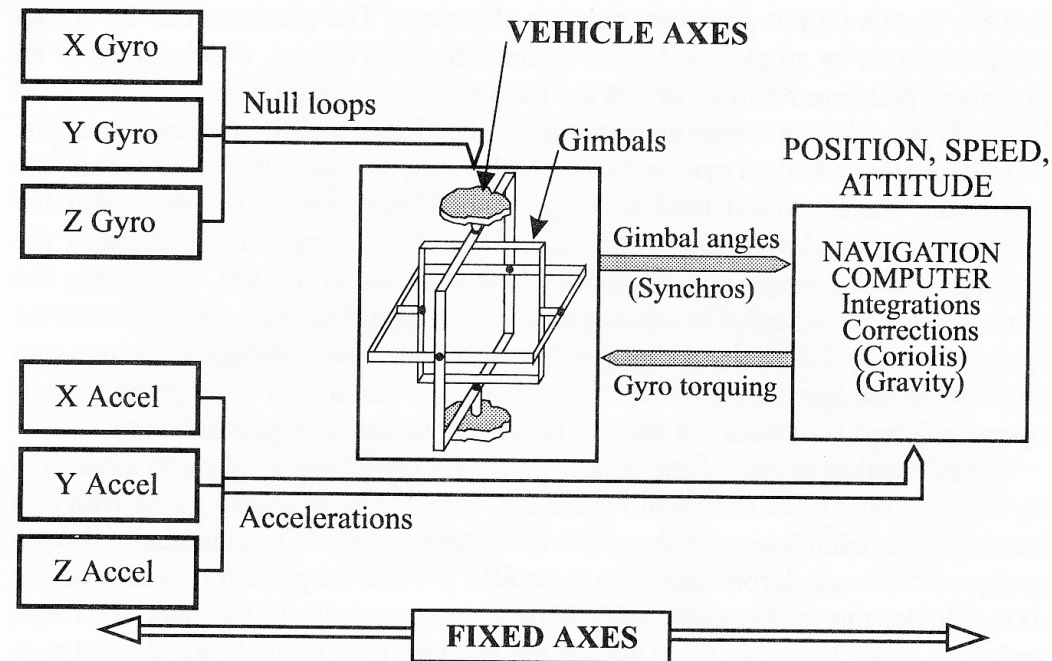 X Gyro
Y Gyro
Z Gyro
Null loops
VEHICLE AXES
Gimbals
POSITION, SPEED,
ATTITUDE
Gimbal angles
(Synchros)
Gyro torquing
NAVIGATION
COMPUTER
Integrations
Corrections
(Coriolis)
(Gravity)
X Accel
Y Accel
Z Accel
Accelerations
FIXED AXES